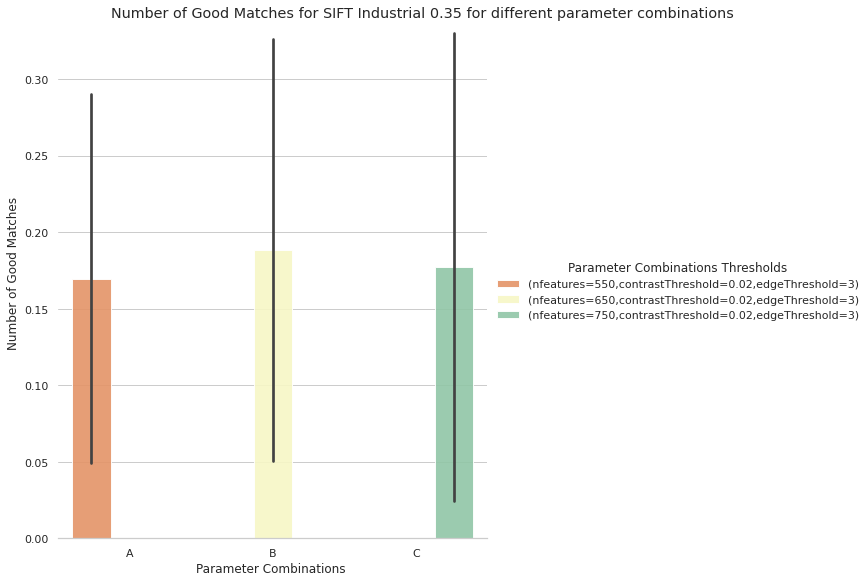 Number of Good Matches for SIFT Industrial 0.35 for different parameter combinations
0.30
0.25
0.20
0.15
0.10
0.05
0.00
Number of Good Matches
A B C
Parameter Combinations
Parameter Combinations Thresholds
(nfeatures=550,contrastThreshold=0.02,edgeThreshold=3)
(nfeatures=650,contrastThreshold=0.02,edgeThreshold=3)
(nfeatures=750,contrastThreshold=0.02,edgeThreshold=3)